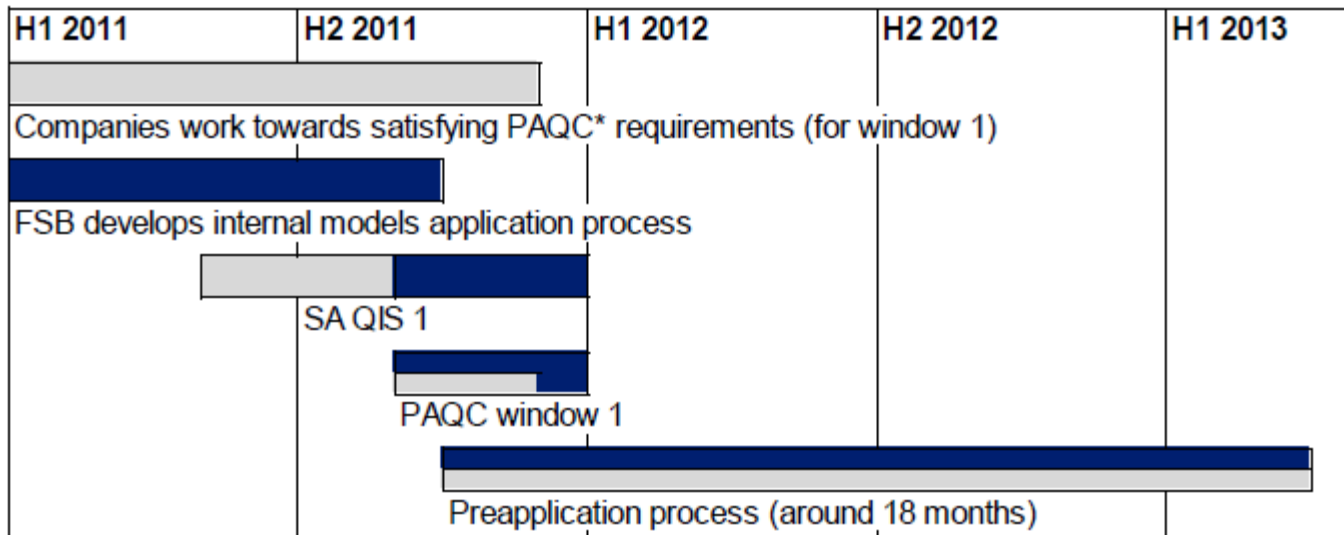 H1 2011 H2 2011 H1 2012 H2 2012 H1 2013
Companies work towards satisfying PAQC* requirements (for window 1)
FSB develops internal models application process
SA QIS 1
PAQC window 1
Preapplication process (around 18 months)